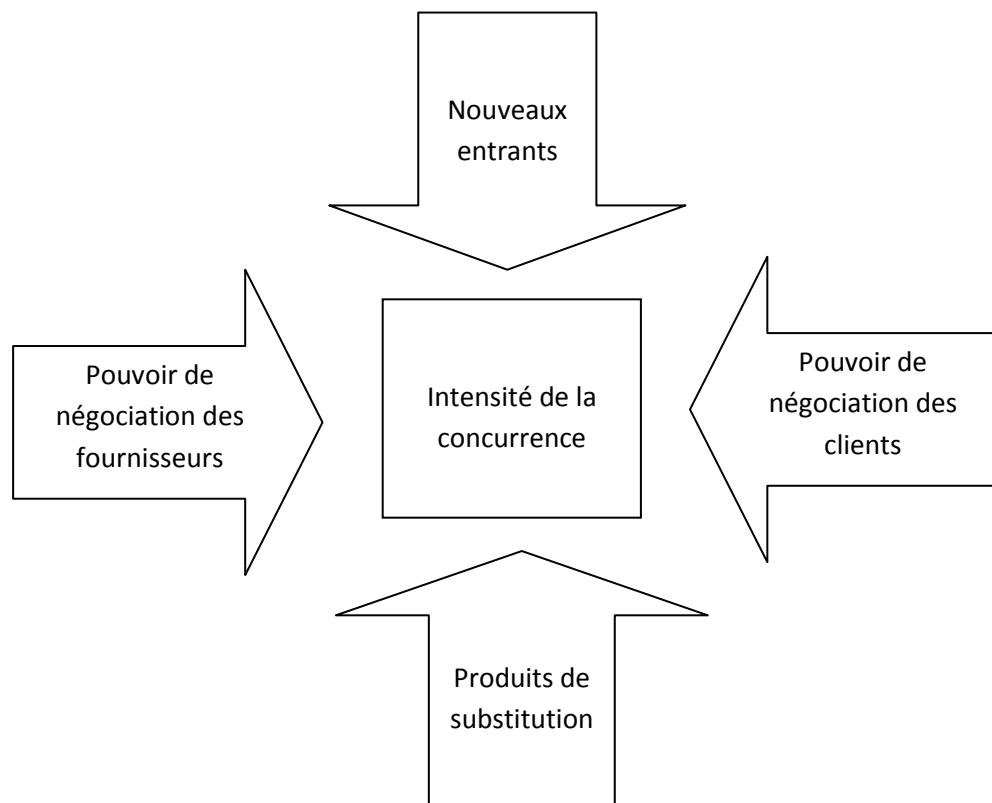 Nouveaux
entrants
Pouvoir de
négociation des
fournisseurs
Intensité de la
concurrence
Pouvoir de
négociation des
clients
Produits de
substitution